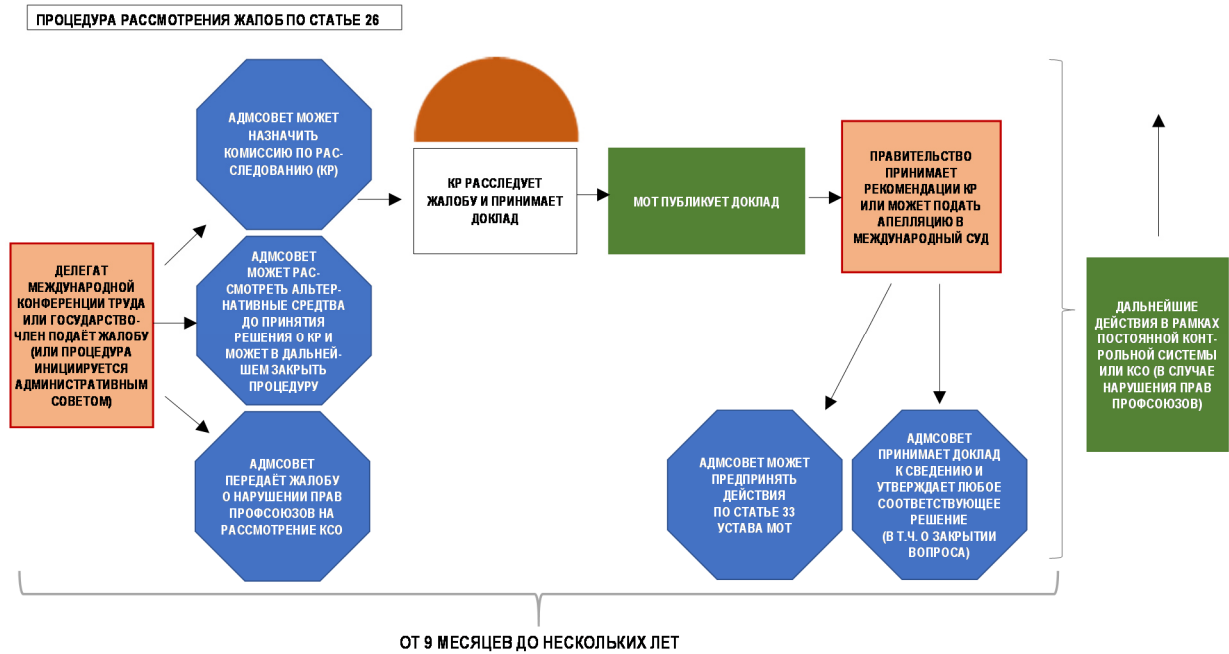 ПРОЦЕДУРА РАССМОТРЕНИЯ ЖАЛОБ ПО СТАТЬЕ 26
ДЕЛЕГАТ
МЕЖДУНАРОДНОЙ
КОНФЕРЕНЦИИ ТРУДА
ИЛИ ГОСУДАРСТВО-
ЧЛЕН ПОДАЁТ ЖАЛОБУ
(ИЛИ ПРОЦЕДУРА
ИНИЦИИРУЕТСЯ
АДМИНИСТРАТИВНЫМ
СОВЕТОМ)
АДМСОВЕТ МОЖЕТ
НАЗНАЧИТЬ
КОМИССИЮ ПО РАС-
СЛЕДОВАНИЮ (КР)
АДМСОВЕТ
МОЖЕТ РАС-
СМОТРЕТЬ АЛЬТЕР-
НАТИВНЫЕ СРЕДТВА
ДО ПРИНЯТИЯ
РЕШЕНИЯ О КР И
МОЖЕТ В ДАЛЬНЕЙ-
ШЕМ ЗАКРЫТЬ
ПРОЦЕДУРУ
АДМСОВЕТ
ПЕРЕДАЁТ ЖАЛОБУ
О НАРУШЕНИИ ПРАВ
ПРОФСОЮЗОВ НА
РАССМОТРЕНИЕ КСО
КР РАССЛЕДУЕТ
ЖАЛОБУ И ПРИНИМАЕТ
ДОКЛАД
МОТ ПУБЛИКУЕТ ДОКЛАД
ПРАВИТЕЛЬСТВО
ПРИНИМАЕТ
РЕКОМЕНДАЦИИ КР
ИЛИ МОЖЕТ ПОДАТЬ
АПЕЛЛЯЦИЮ В
МЕЖДУНАРОДНЫЙ СУД
АДМСОВЕТ МОЖЕТ
ПРЕДПРИНЯТЬ
ДЕЙСТВИЯ
ПО СТАТЬЕ 33
УСТАВА МОТ
АДМСОВЕТ
ПРИНИМАЕТ ДОКЛАД
К СВЕДЕНИЮ И
УТВЕРЖДАЕТ ЛЮБОЕ
СООТВЕТСТВУЮЩЕЕ
РЕШЕНИЕ
(В Т.Ч. О ЗАКРЫТИИ
ВОПРОСА)
ДАЛЬНЕЙШИЕ
ДЕЙСТВИЯ В РАМКАХ
ПОСТОЯННОЙ КОНТ-
РОЛЬНОЙ СИСТЕМЫ
ИЛИ КСО (В СЛУЧАЕ
НАРУШЕНИЯ ПРАВ
ПРОФСОЮЗОВ)
ОТ 9 МЕСЯЦЕВ ДО НЕСКОЛЬКИХ ЛЕТ